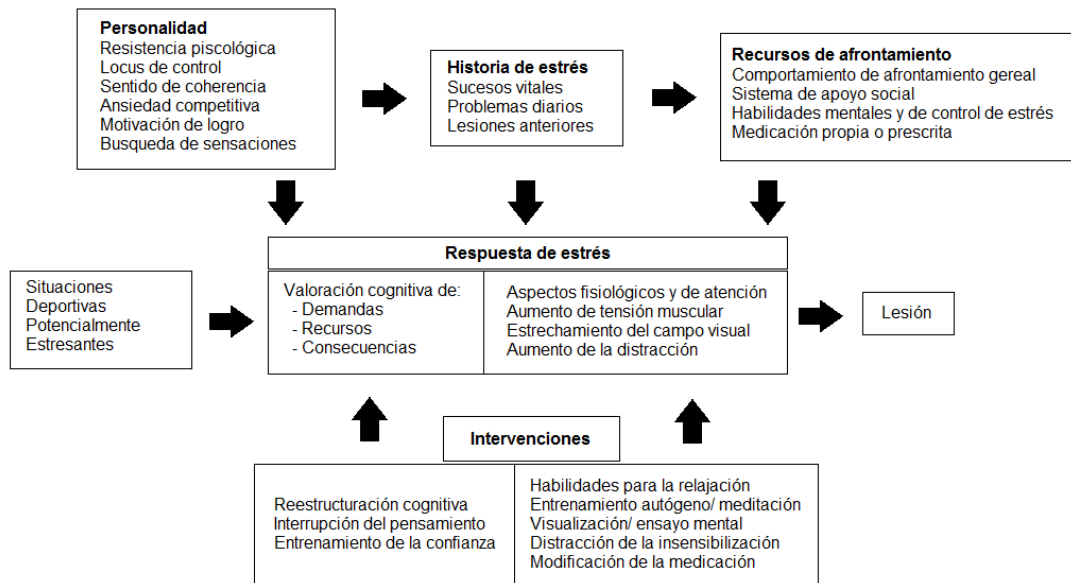 Personalidad
Resistencia piscológica
Locus de control
Sentido de coherencia
Ansiedad competitiva
Motivación de logro
Busqueda de sensaciones
Historia de estrés
Sucesos vitales
Problemas diarios
Lesiones anteriores
Recursos de afrontamiento
Comportamiento de afrontamiento gereal
Sistema de apoyo social
Habilidades mentales y de control de estrés
Medicación propia o prescrita
Situaciones
Deportivas
Potencialmente
Estresantes
Respuesta de estrés
Valoración cognitiva de:
- Demandas
- Recursos
- Consecuencias
Aspectos fisiológicos y de atención
Aumento de tensión muscular
Estrechamiento del campo visual
Aumento de la distracción
Lesión
Intervenciones
Reestructuración cognitiva
Interrupción del pensamiento
Entrenamiento de la confianza
Habilidades para la relajación
Entrenamiento autógeno/ meditación
Visualización/ ensayo mental
Distracción de la insensibilización
Modificación de la medicación